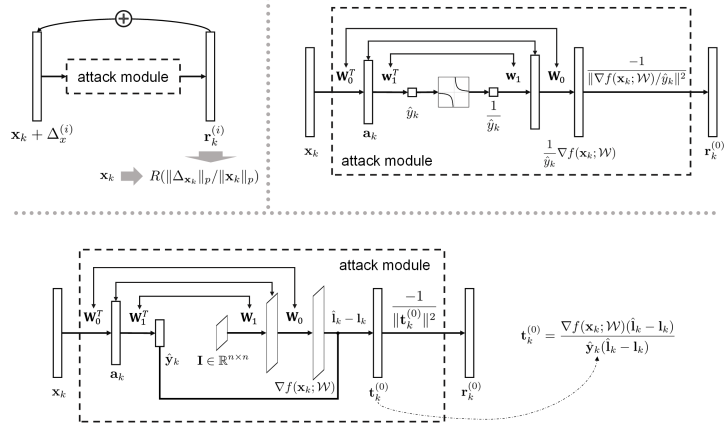 +
attack module
x_k + Δ_x^{(i)}
r_k^{(i)}
x_k
R(‖Δ_{x_k}‖_p/‖x_k‖_p)
W_0^T
w_1^T
w_1
W_0
-1
‖∇f(x_k; W)/ŷ_k‖^2
x_k
a_k
ŷ_k
1
ŷ_k
1
ŷ_k
∇f(x_k; W)
r_k^{(0)}
attack module
attack module
W_0^T
W_1^T
W_1
W_0
l̂_k − l_k
-1
‖t_k^{(0)}‖^2
x_k
a_k
ŷ_k
I ∈ ℝ^{n×n}
∇f(x_k; W)
t_k^{(0)}
r_k^{(0)}
t_k^{(0)} = ∇f(x_k; W)(l̂_k − l_k)
ŷ_k(l̂_k − l_k)